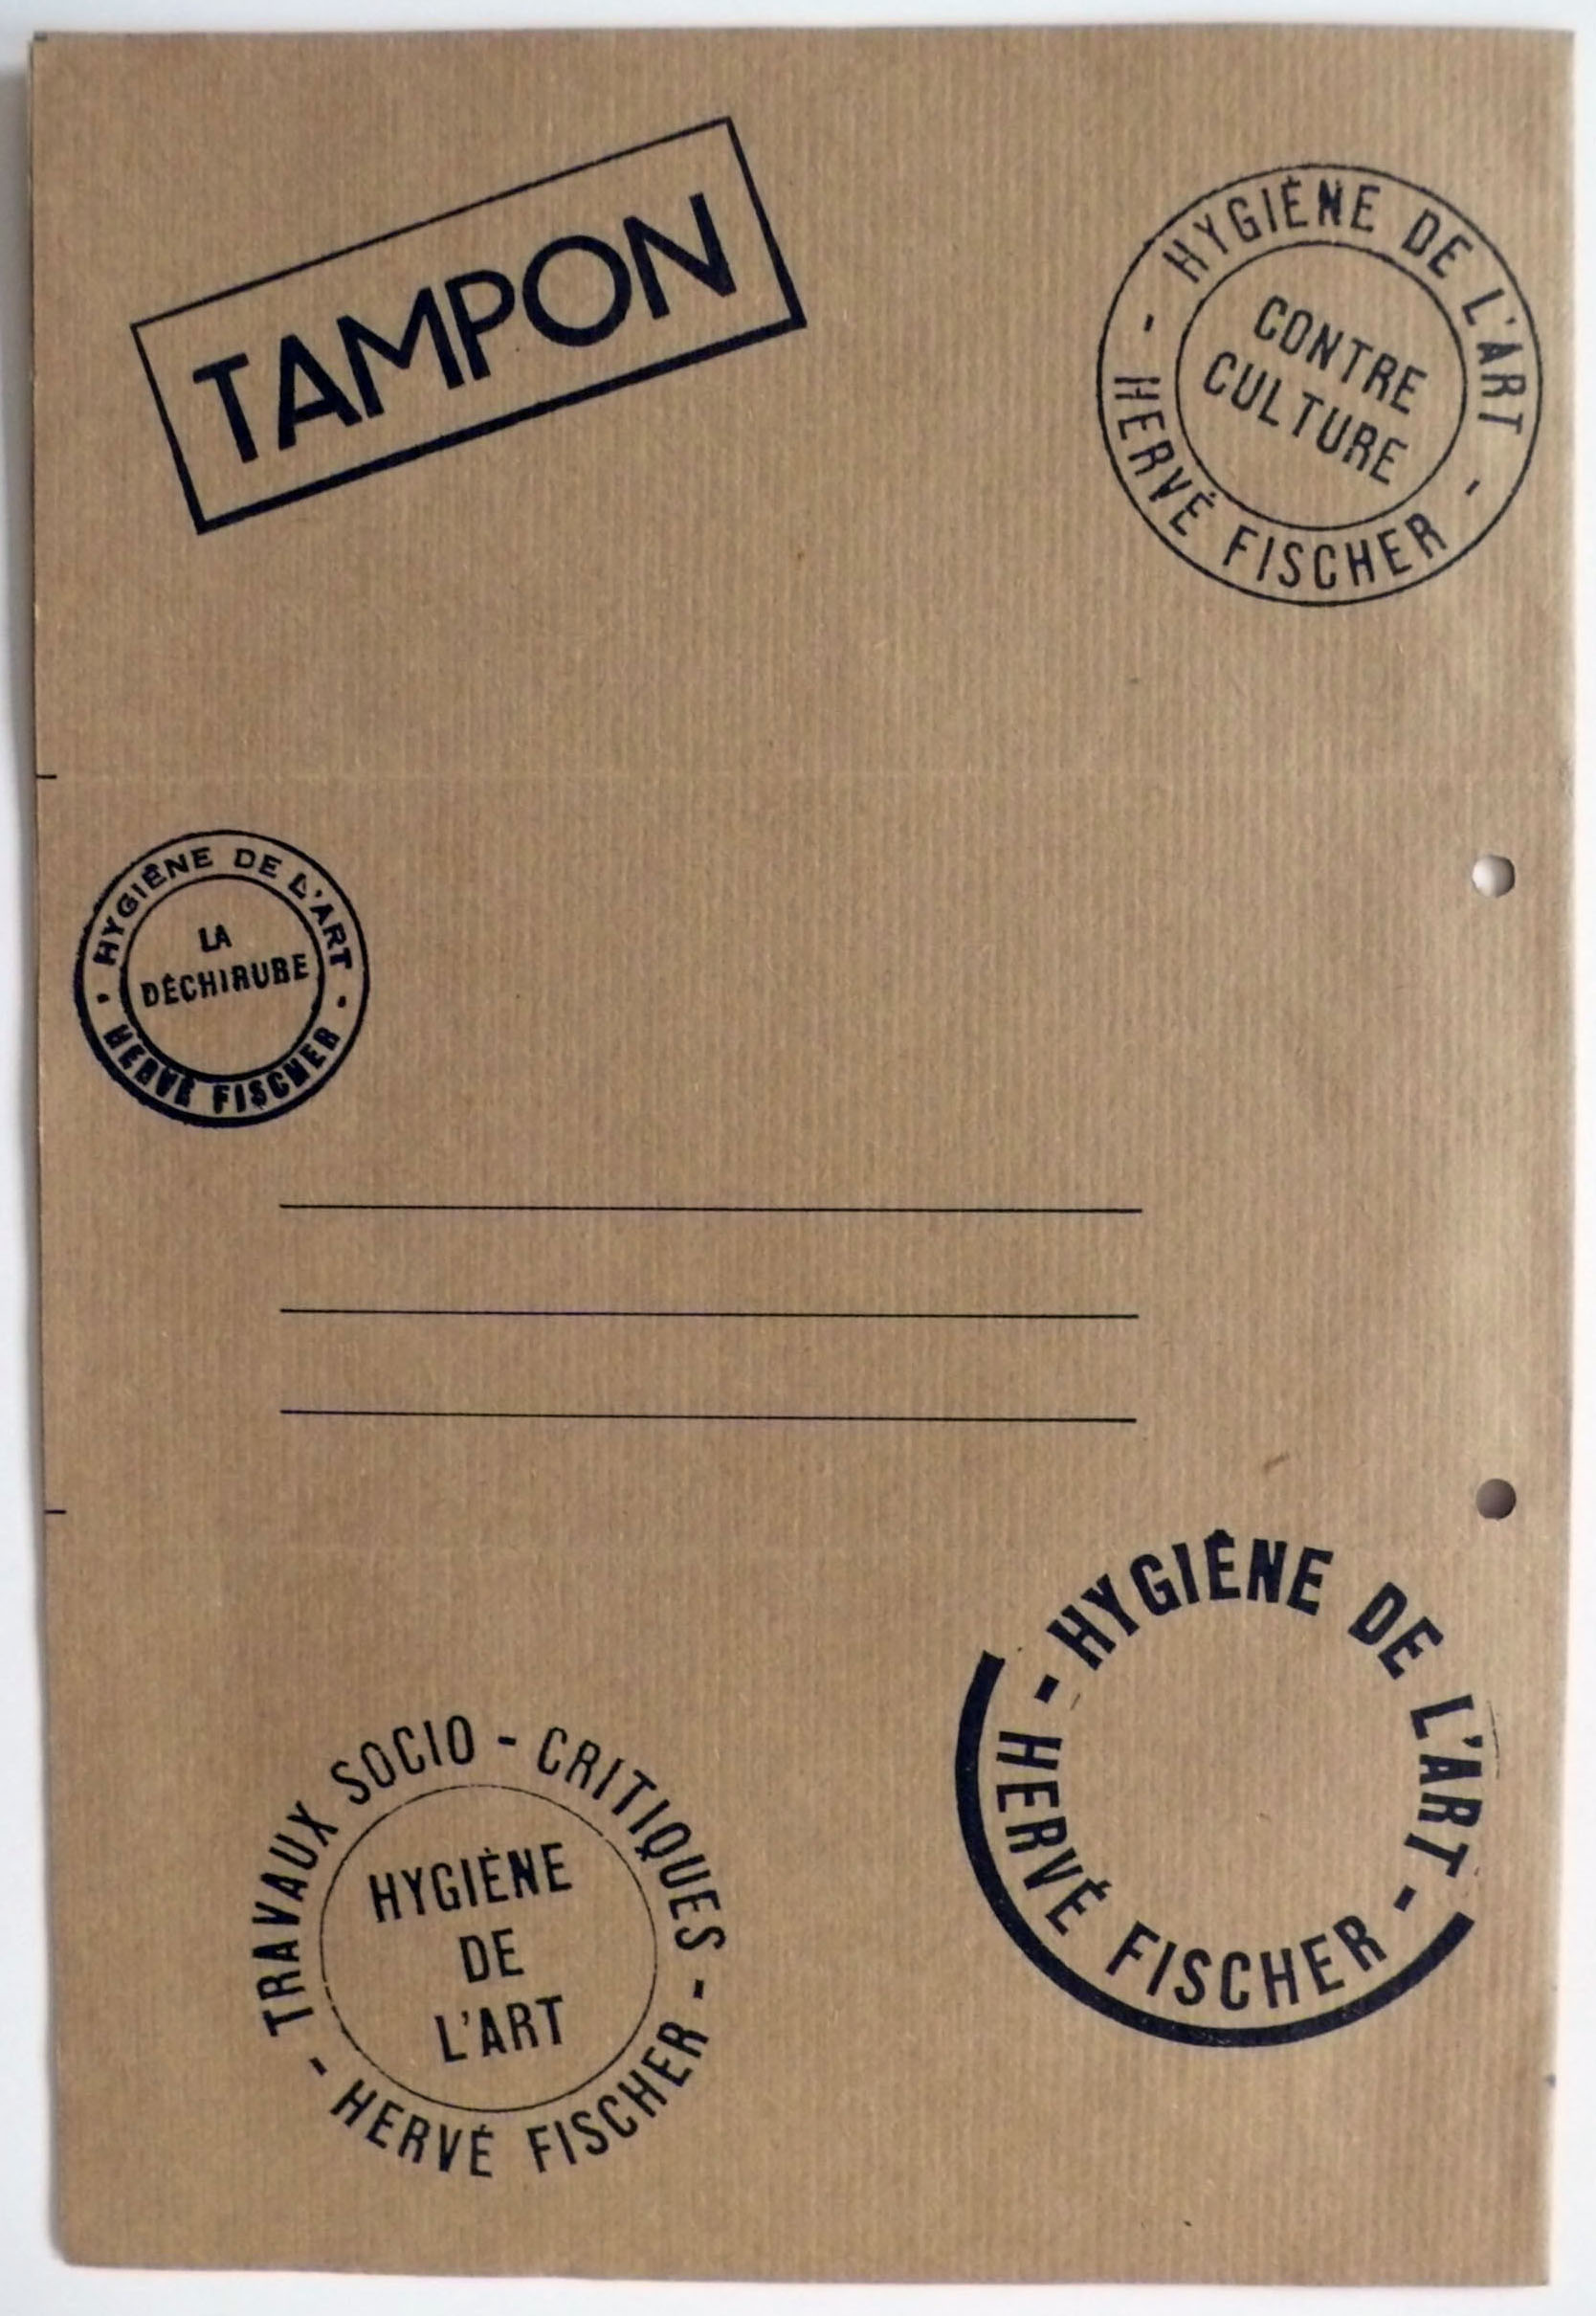 TAMPON
- HYGIÈNE DE L'ART -
CONTRE
CULTURE
HERVÉ FISCHER
· HYGIÈNE DE L'ART ·
LA
DÉCHIRURE
HERVÉ FISCHER
TRAVAUX SOCIO - CRITIQUES
HYGIÈNE
DE
L'ART
- HERVÉ FISCHER -
- HYGIÈNE DE L'ART -
HERVÉ FISCHER